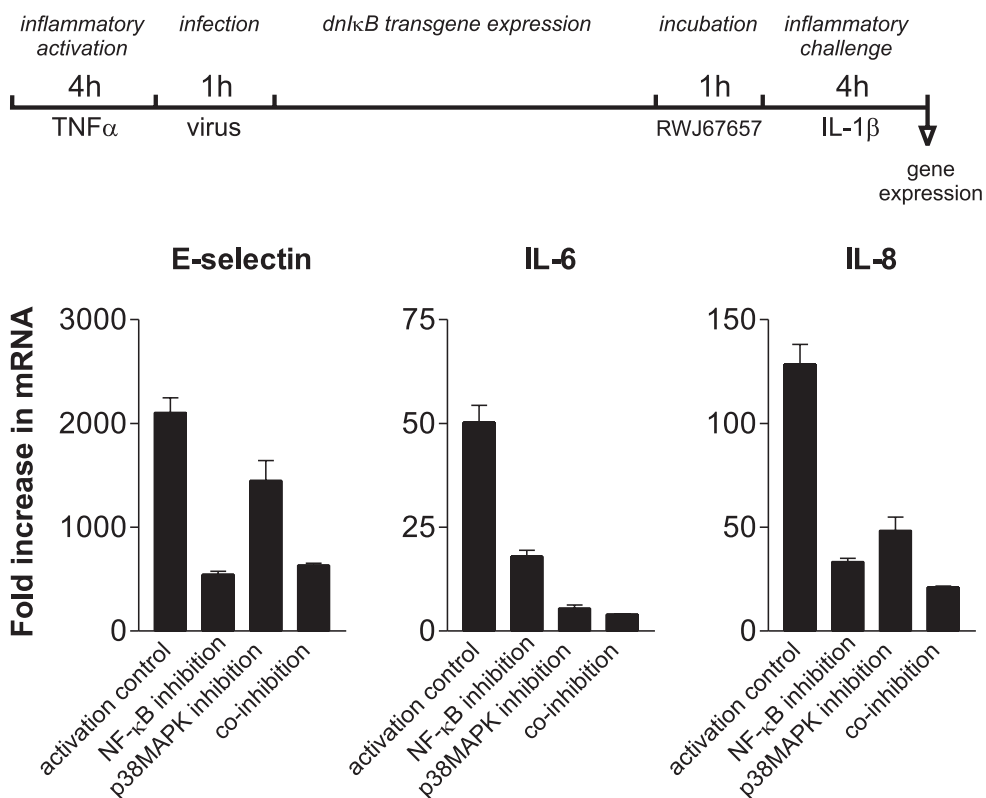 inflammatory activation
infection
dnIκB transgene expression
incubation
inflammatory challenge
4h
1h
1h
4h
TNFα
virus
RWJ67657
IL-1β
gene
expression
E-selectin
IL-6
IL-8
Fold increase in mRNA
3000
2000
1000
0
activation control
NF-κB inhibition
p38MAPK inhibition
co-inhibition
75
50
25
0
activation control
NF-κB inhibition
p38MAPK inhibition
co-inhibition
150
100
50
0
activation control
NF-κB inhibition
p38MAPK inhibition
co-inhibition